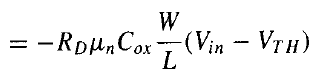 = −R_D μ_n C_ox W/L (V_in − V_TH)